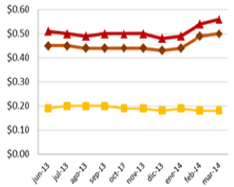 $0.60
$0.50
$0.40
$0.30
$0.20
$0.10
$0.00
jun-13
jul-13
ago-13
sep-13
oct-17
nov-13
dic-13
ene-14
feb-14
mar-14